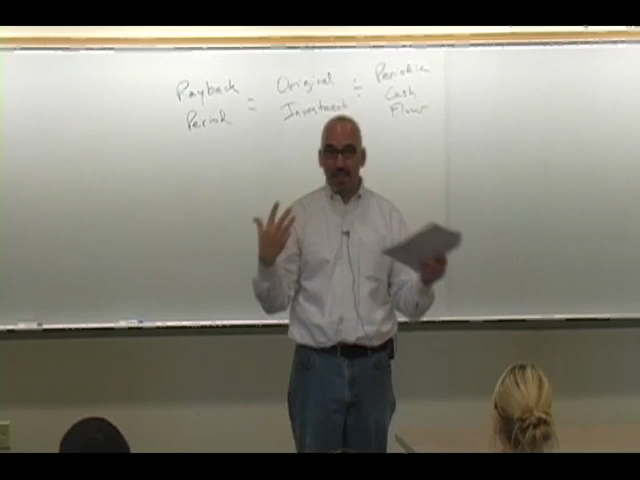 Payback = Original ÷ Periodic
Period Investment Cash
Flow